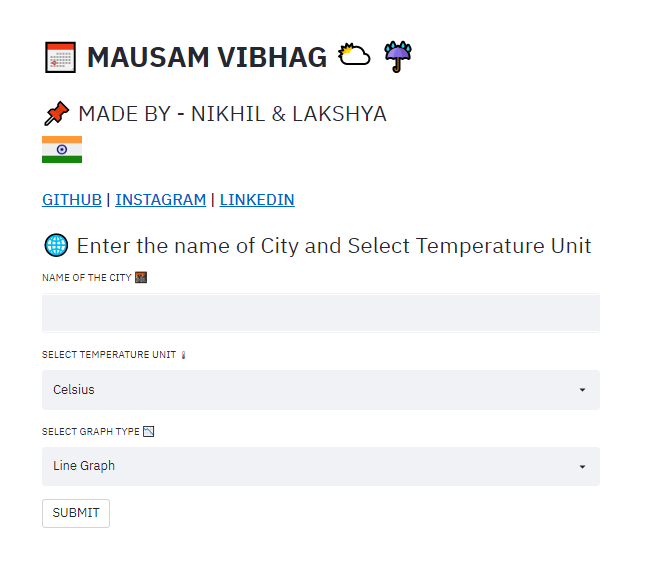 MAUSAM VIBHAG
MADE BY - NIKHIL & LAKSHYA
GITHUB | INSTAGRAM | LINKEDIN
Enter the name of City and Select Temperature Unit
NAME OF THE CITY
SELECT TEMPERATURE UNIT
Celsius
SELECT GRAPH TYPE
Line Graph
SUBMIT